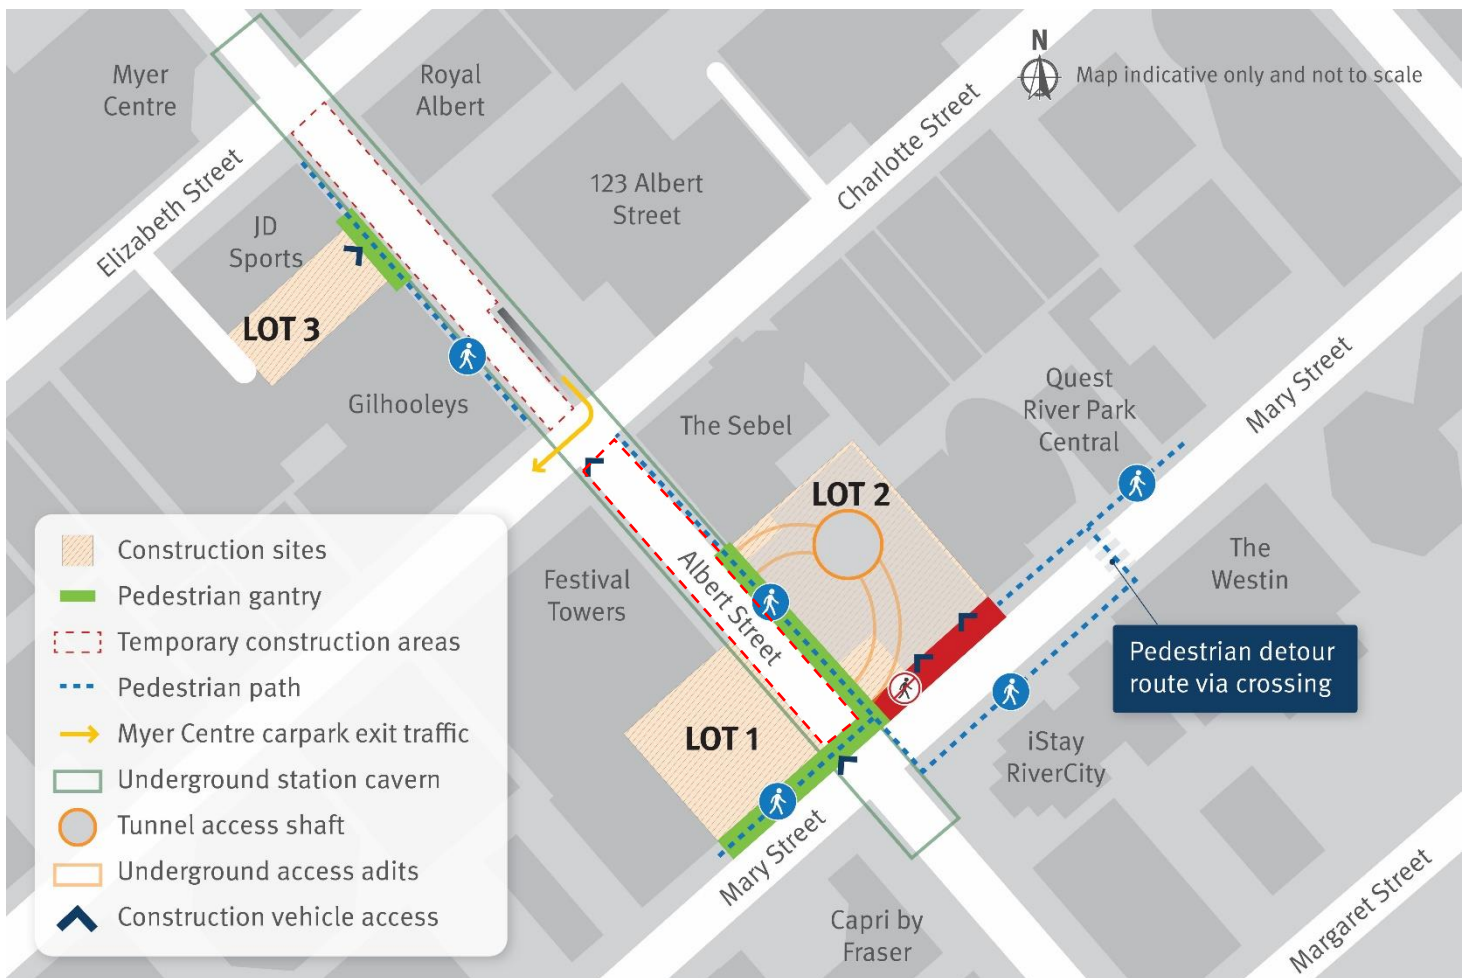 N
Map indicative only and not to scale
Myer
Centre
Royal
Albert
Charlotte Street
123 Albert
Street
Elizabeth Street
JD
Sports
LOT 3
Gilhooleys
The Sebel
Quest
River Park
Central
Mary Street
LOT 2
Albert Street
Festival
Towers
The
Westin
Pedestrian detour
route via crossing
LOT 1
iStay
RiverCity
Mary Street
Capri by
Fraser
Margaret Street
Construction sites
Pedestrian gantry
Temporary construction areas
Pedestrian path
Myer Centre carpark exit traffic
Underground station cavern
Tunnel access shaft
Underground access adits
Construction vehicle access